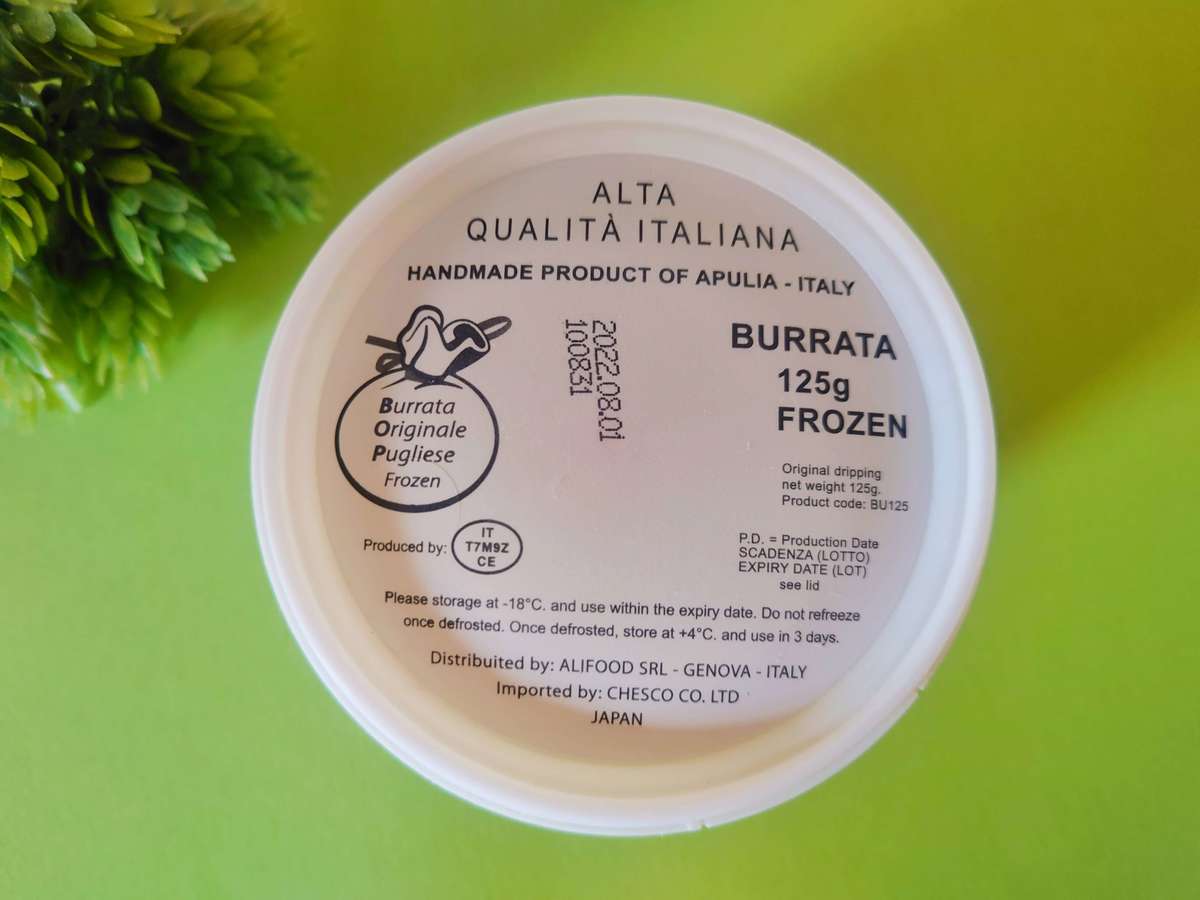 ALTA
QUALITÀ ITALIANA
HANDMADE PRODUCT OF APULIA - ITALY
Burrata
Originale
Pugliese
Frozen
2022.08.01
100831
BURRATA
125g
FROZEN
Original dripping
net weight 125g.
Product code: BU125
Produced by:
IT
T7M9Z
CE
P.D. = Production Date
SCADENZA (LOTTO)
EXPIRY DATE (LOT)
see lid
Please storage at -18°C. and use within the expiry date. Do not refreeze
once defrosted. Once defrosted, store at +4°C. and use in 3 days.
Distribuited by: ALIFOOD SRL - GENOVA - ITALY
Imported by: CHESCO CO. LTD
JAPAN